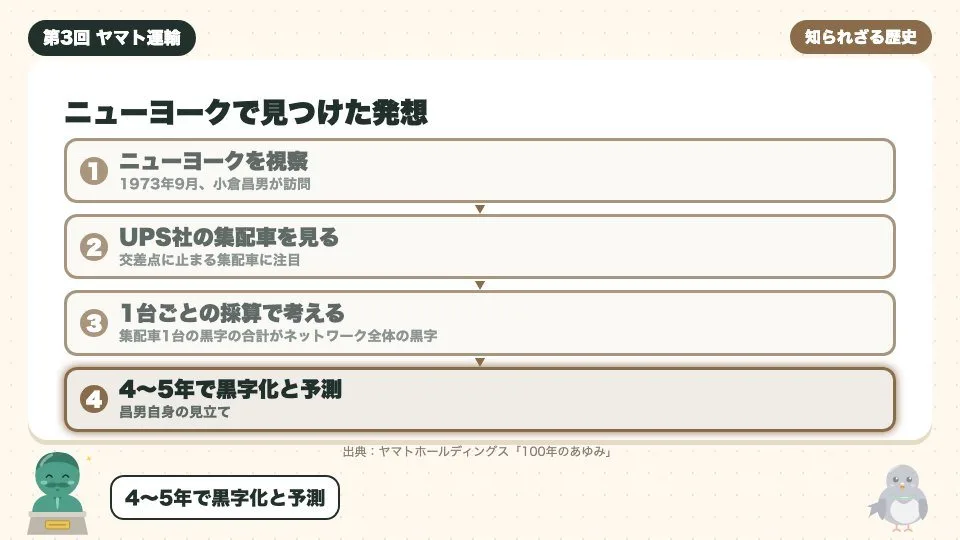 第3回 ヤマト運輸
知られざる歴史
ニューヨークで見つけた発想
1
ニューヨークを視察
1973年9月、小倉昌男が訪問
2
UPS社の集配車を見る
交差点に止まる集配車に注目
3
1台ごとの採算で考える
集配車1台の黒字の合計がネットワーク全体の黒字
4
4〜5年で黒字化と予測
昌男自身の見立て
出典：ヤマトホールディングス「100年のあゆみ」
4〜5年で黒字化と予測